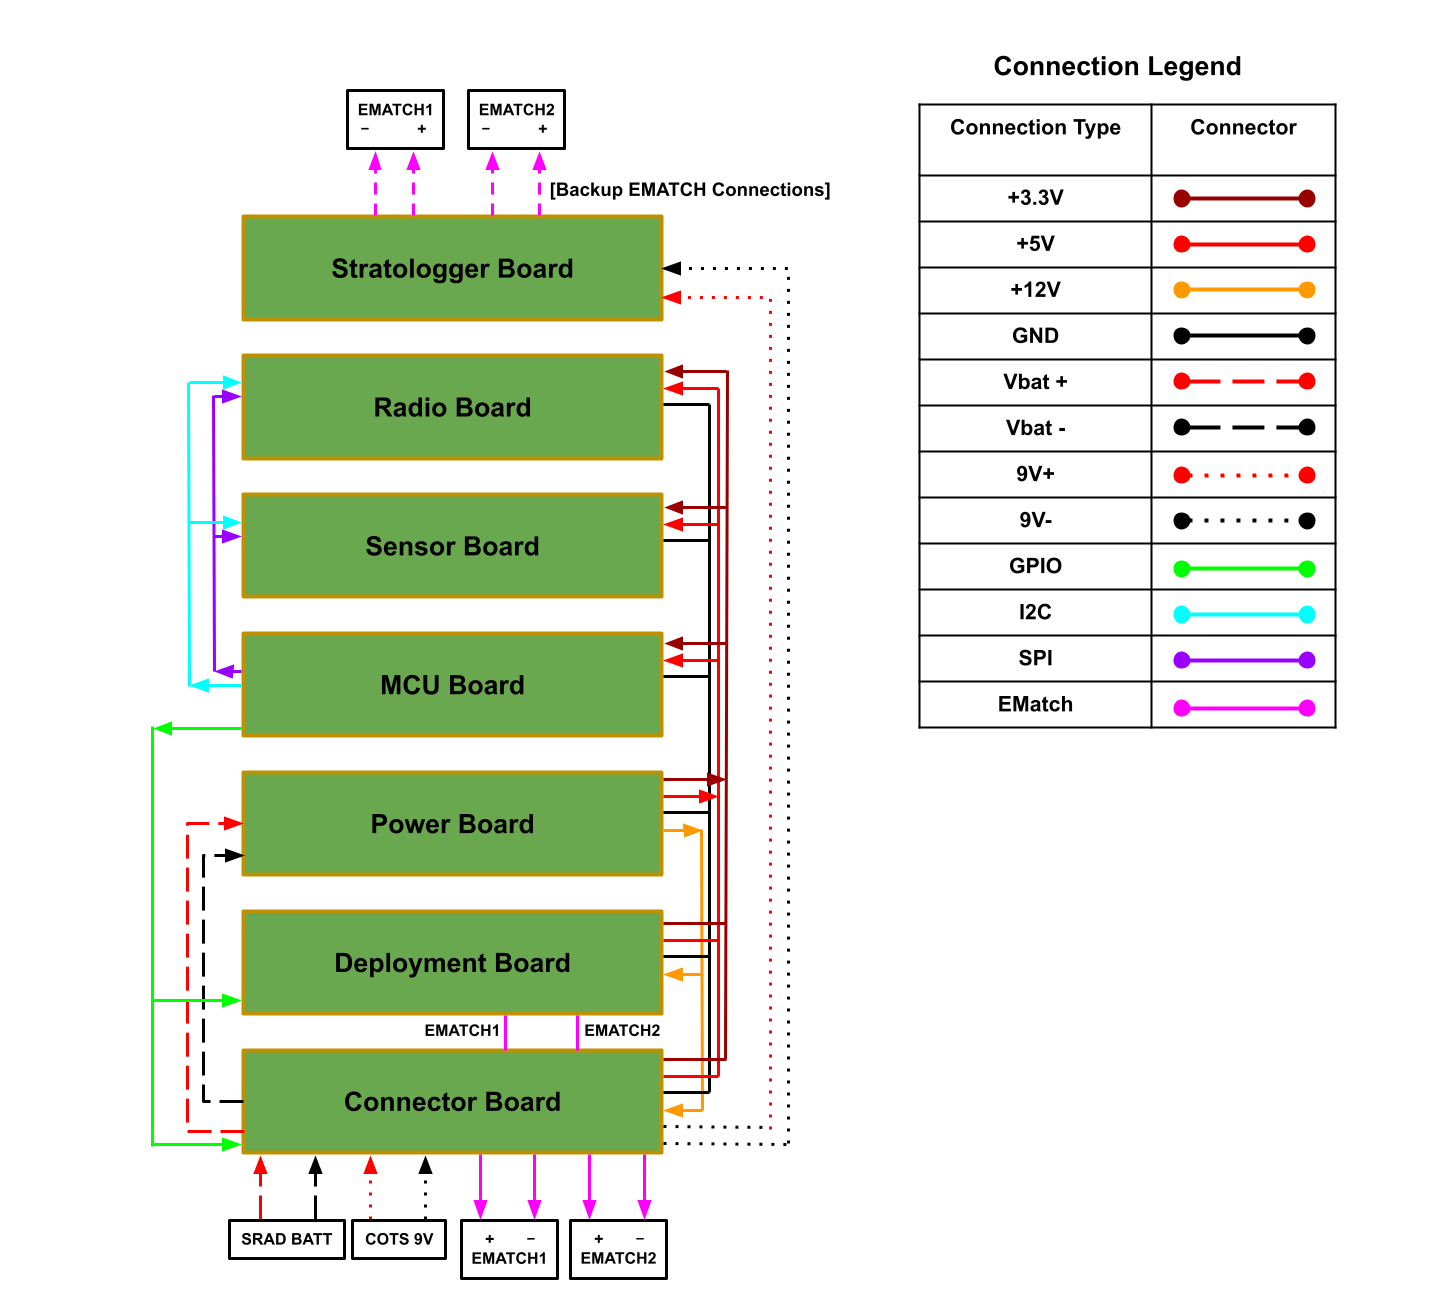 Connection Legend
EMATCH1
– +
EMATCH2
– +
[Backup EMATCH Connections]
Stratologger Board
Radio Board
Sensor Board
MCU Board
Power Board
Deployment Board
EMATCH1
EMATCH2
Connector Board
SRAD BATT
COTS 9V
+ –
EMATCH1
+ –
EMATCH2
Connection Type
Connector
+3.3V
+5V
+12V
GND
Vbat +
Vbat -
9V+
9V-
GPIO
I2C
SPI
EMatch